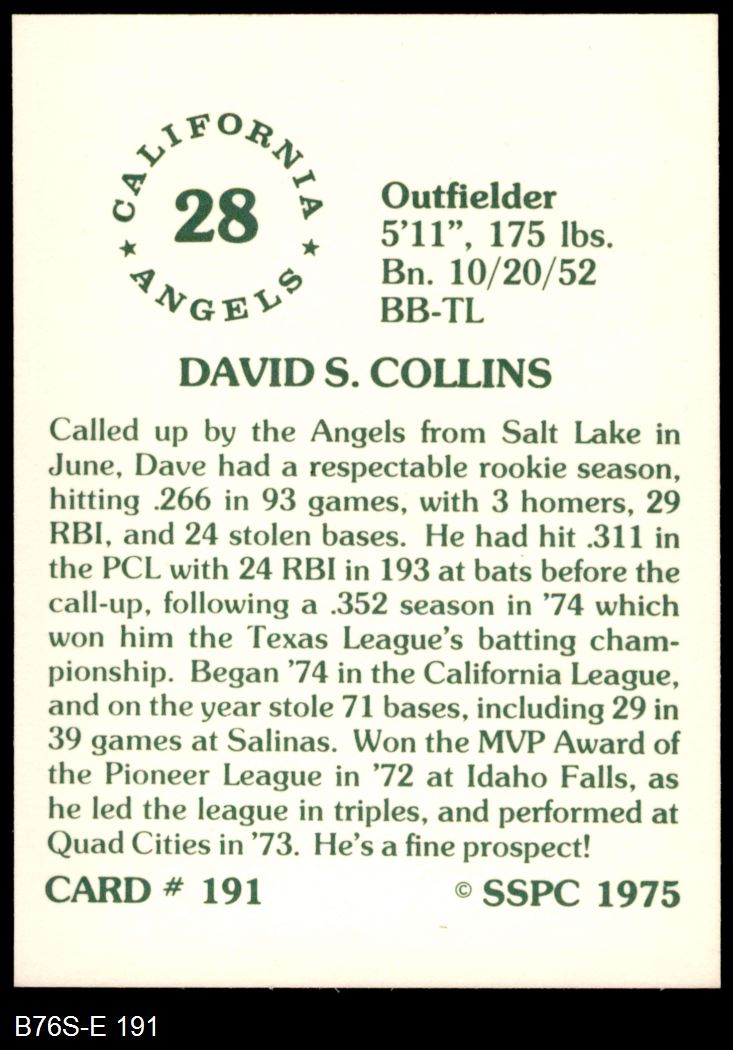 CALIFORNIA
28
ANGELS
Outfielder
5'11", 175 lbs.
Bn. 10/20/52
BB-TL
DAVID S. COLLINS
Called up by the Angels from Salt Lake in
June, Dave had a respectable rookie season,
hitting .266 in 93 games, with 3 homers, 29
RBI, and 24 stolen bases. He had hit .311 in
the PCL with 24 RBI in 193 at bats before the
call-up, following a .352 season in '74 which
won him the Texas League's batting cham-
pionship. Began '74 in the California League,
and on the year stole 71 bases, including 29 in
39 games at Salinas. Won the MVP Award of
the Pioneer League in '72 at Idaho Falls, as
he led the league in triples, and performed at
Quad Cities in '73. He's a fine prospect!
CARD # 191
© SSPC 1975
B76S-E 191